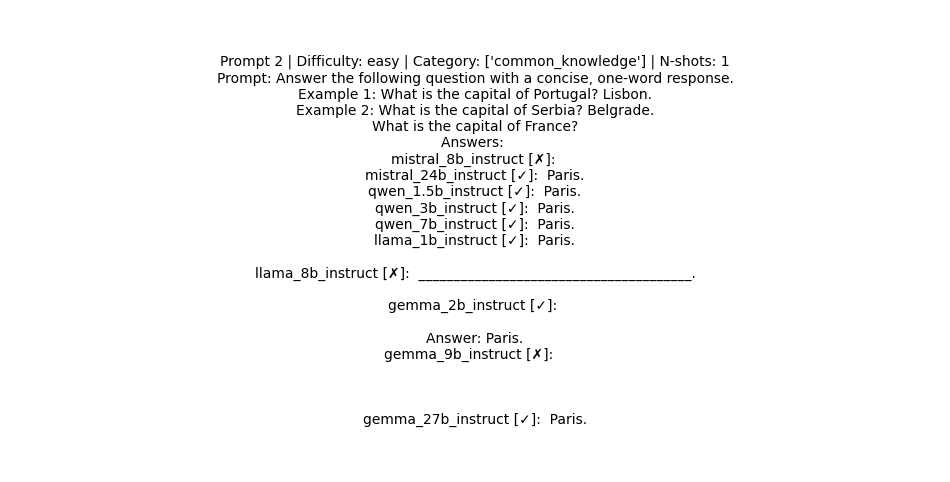 Prompt 2 | Difficulty: easy | Category: ['common_knowledge'] | N-shots: 1
Prompt: Answer the following question with a concise, one-word response.
Example 1: What is the capital of Portugal? Lisbon.
Example 2: What is the capital of Serbia? Belgrade.
What is the capital of France?
Answers:
mistral_8b_instruct [✗]:
mistral_24b_instruct [✓]:  Paris.
qwen_1.5b_instruct [✓]:  Paris.
qwen_3b_instruct [✓]:  Paris.
qwen_7b_instruct [✓]:  Paris.
llama_1b_instruct [✓]:  Paris.
llama_8b_instruct [✗]:  _______________________________________.
gemma_2b_instruct [✓]:
Answer: Paris.
gemma_9b_instruct [✗]:
gemma_27b_instruct [✓]:  Paris.